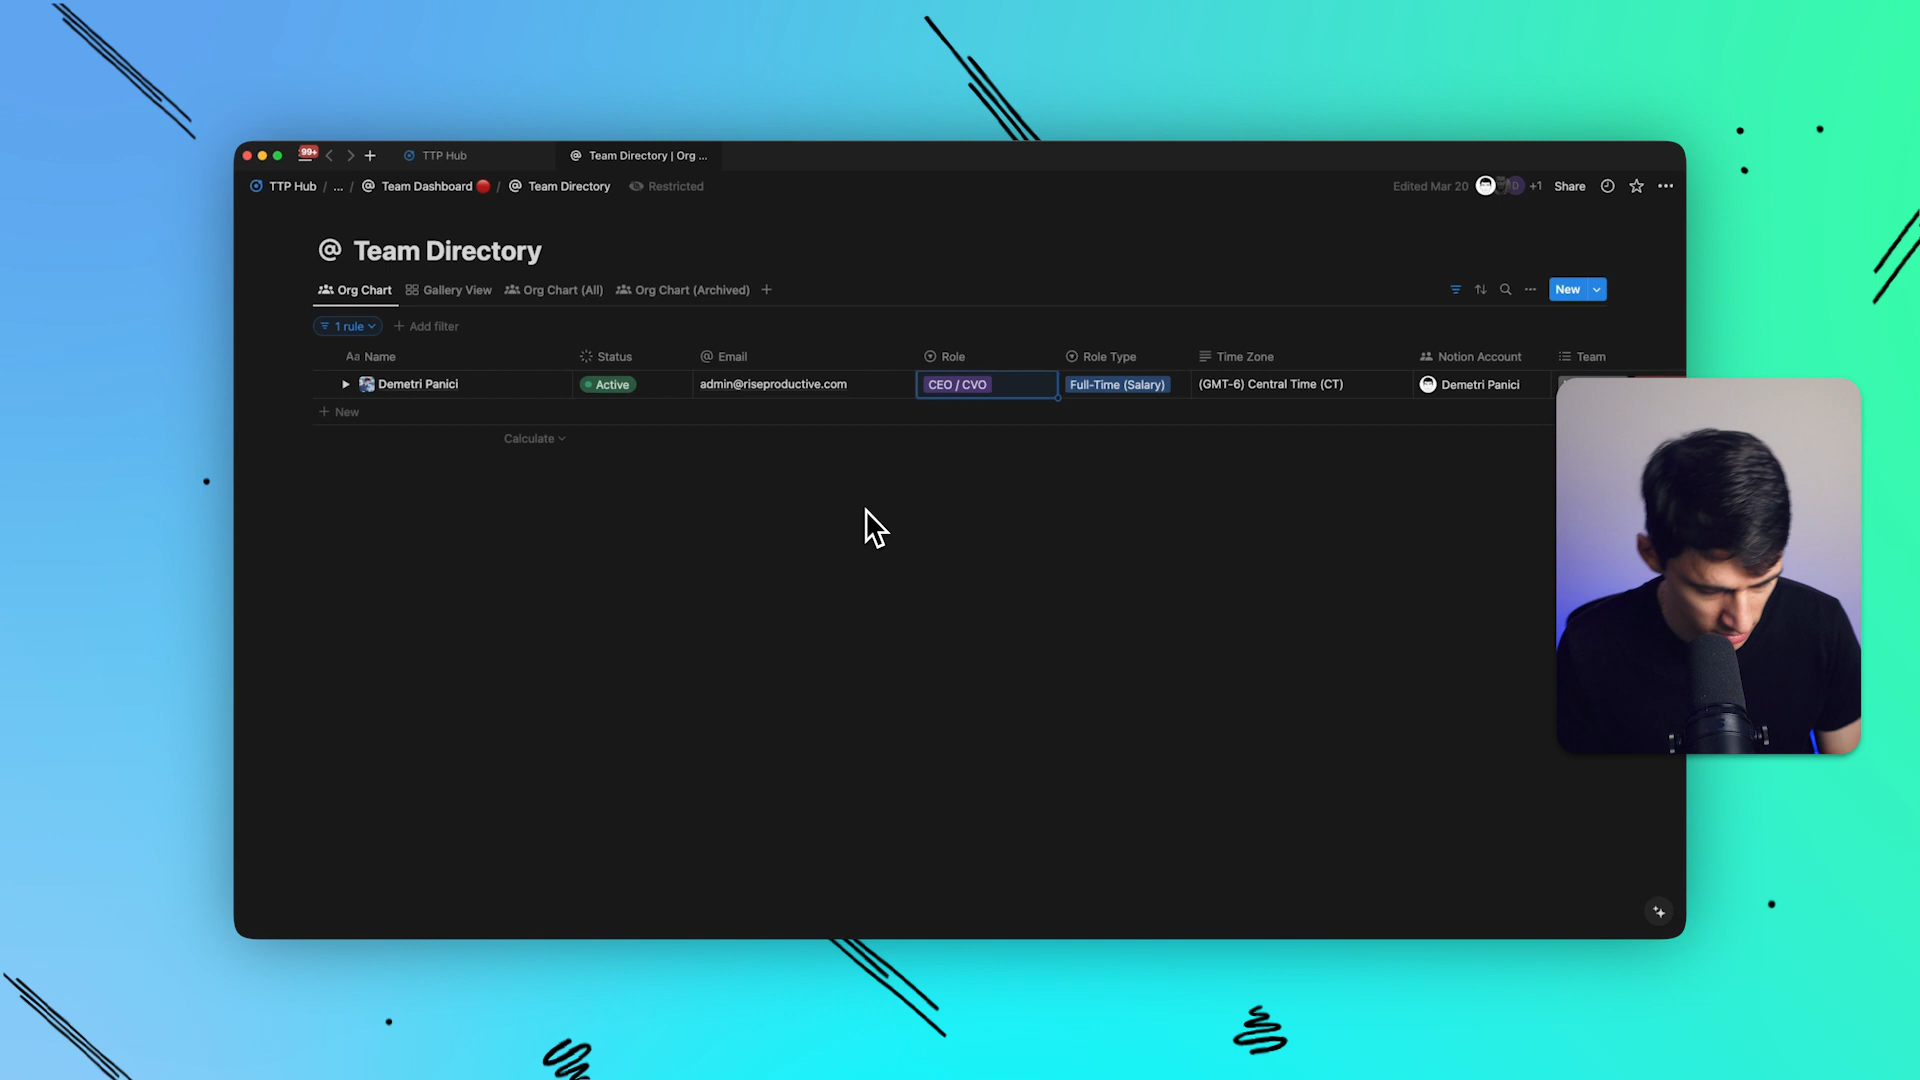 99+
TTP Hub
Team Directory | Org ...
TTP Hub / ... / Team Dashboard / Team Directory Restricted
Edited Mar 20 D +1 Share
Team Directory
Org Chart Gallery View Org Chart (All) Org Chart (Archived)
New
1 rule Add filter
Aa Name Status Email Role Role Type Time Zone Notion Account Team
Demetri Panici Active admin@riseproductive.com CEO / CVO Full-Time (Salary) (GMT-6) Central Time (CT) Demetri Panici
New
Calculate